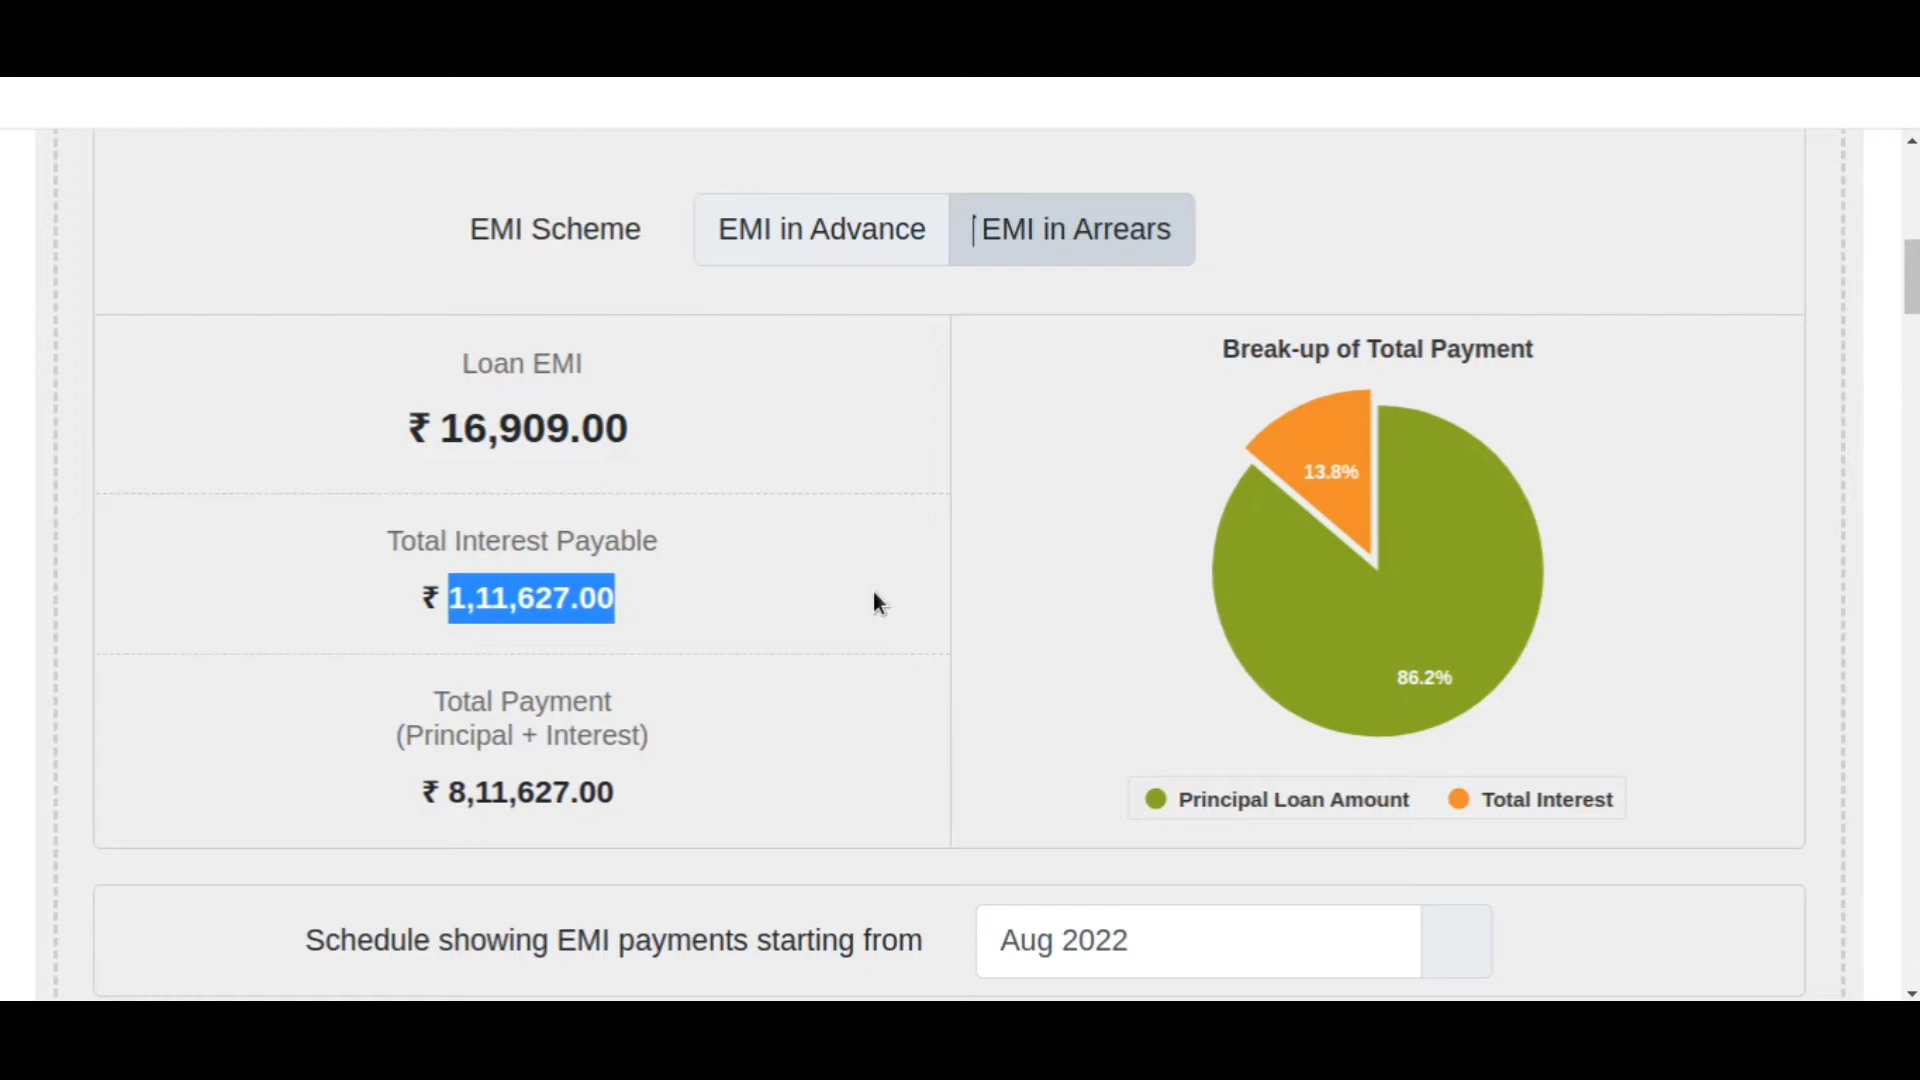 EMI Scheme EMI in Advance EMI in Arrears
Loan EMI
₹ 16,909.00
Total Interest Payable
₹ 1,11,627.00
Total Payment
(Principal + Interest)
₹ 8,11,627.00
Break-up of Total Payment
13.8%
86.2%
Principal Loan Amount Total Interest
Schedule showing EMI payments starting from Aug 2022